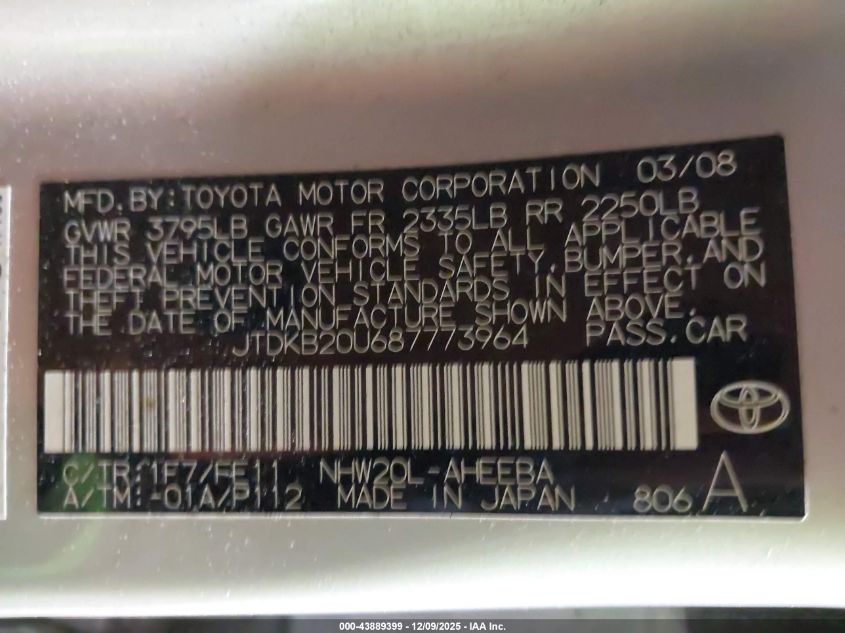 MFD.BY:TOYOTA MOTOR CORPORATION 03/08
GVWR 3795LB GAWR FR 2335LB RR 2250LB
THIS VEHICLE CONFORMS TO ALL APPLICABLE
FEDERAL MOTOR VEHICLE SAFETY,BUMPER,AND
THEFT PREVENTION STANDARDS IN EFFECT ON
THE DATE OF MANUFACTURE SHOWN ABOVE.
JTDKB20U687773964 PASS.CAR
C/TR:1F7/FE11 NHW20L-AHEEBA
A/TM:-01A/P112 MADE IN JAPAN 806 A
000-43889399 | 12/09/2025 - IAA Inc.